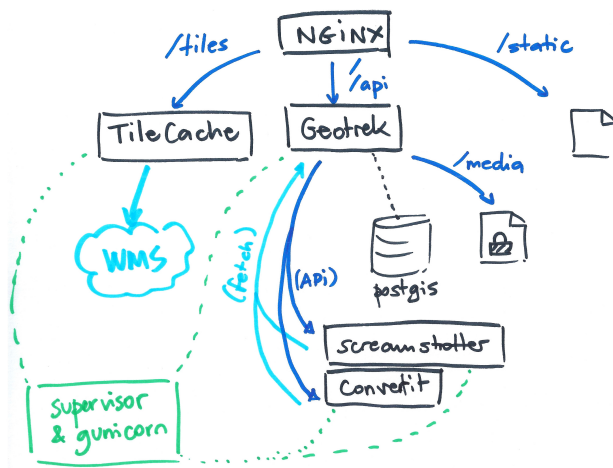 NGiNX
/tiles
/static
/
/api
TileCache
Geotrek
/media
WMS
(fetch)
(API)
postgis
screamshotter
Convertit
supervisor
& gunicorn